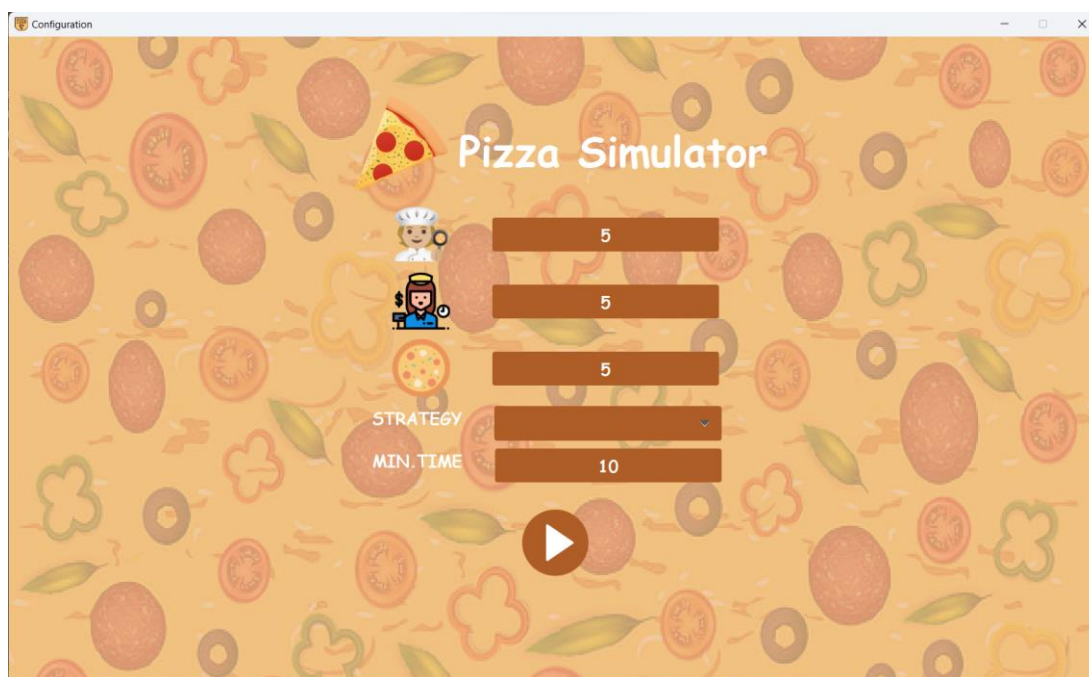 Configuration
Pizza Simulator
5
$
5
5
STRATEGY
MIN.TIME 10